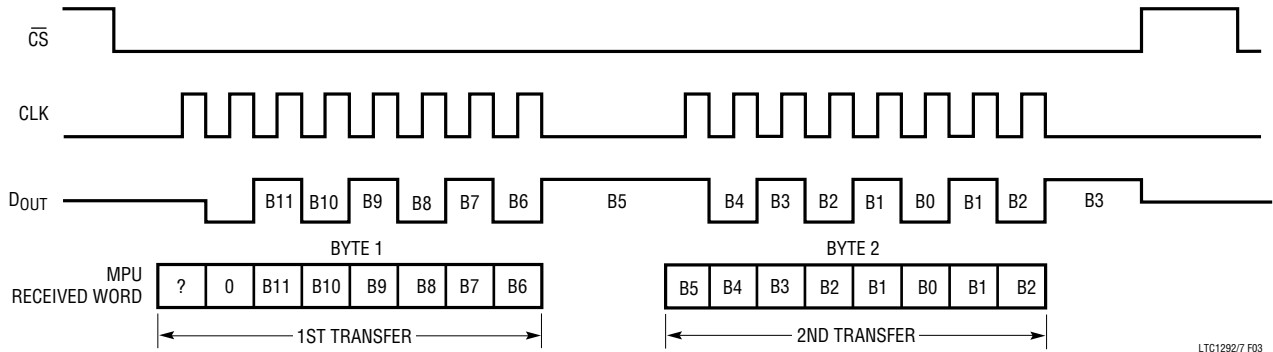 CS
CLK
DOUT
B11 B10 B9 B8 B7 B6 B5 B4 B3 B2 B1 B0 B1 B2 B3
BYTE 1 BYTE 2
MPU
RECEIVED WORD
? 0 B11 B10 B9 B8 B7 B6 B5 B4 B3 B2 B1 B0 B1 B2
1ST TRANSFER 2ND TRANSFER
LTC1292/7 F03